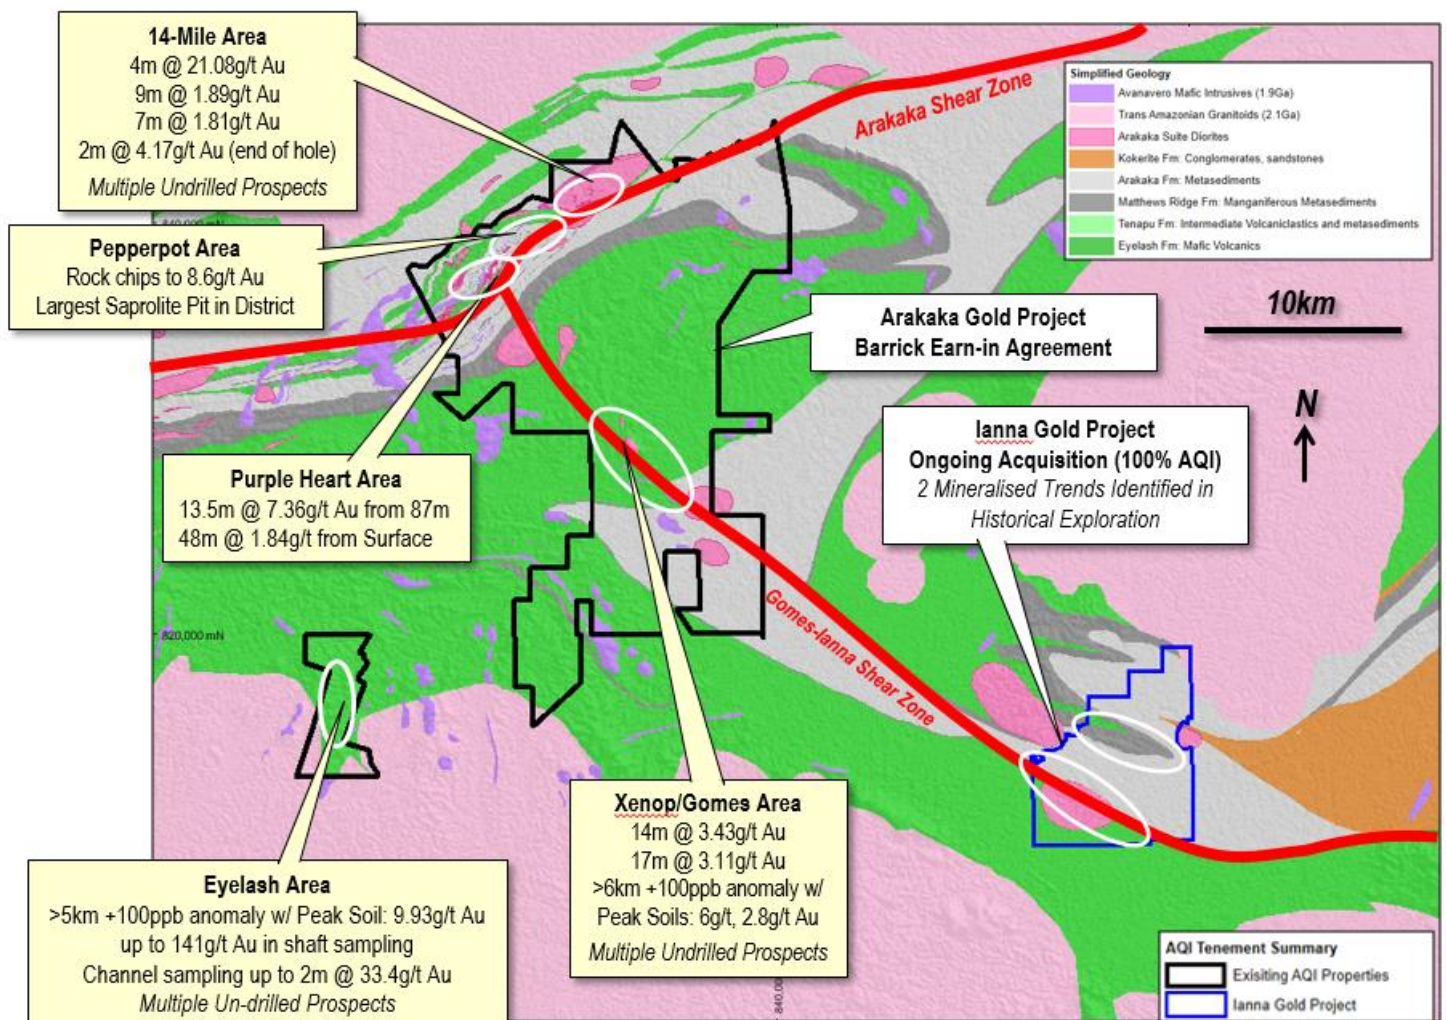 14-Mile Area
4m @ 21.08g/t Au
9m @ 1.89g/t Au
7m @ 1.81g/t Au
2m @ 4.17g/t Au (end of hole)
Multiple Undrilled Prospects
Arakaka Shear Zone
Simplified Geology
Avanavero Mafic Intrusives (1.9Ga)
Trans Amazonian Granitoids (2.1Ga)
Arakaka Suite Diorites
Kokerite Fm: Conglomerates, sandstones
Arakaka Fm: Metasediments
Matthews Ridge Fm: Manganiferous Metasediments
Tenapu Fm: Intermediate Volcaniclastics and metasediments
Eyelash Fm: Mafic Volcanics
840,000 mN
Pepperpot Area
Rock chips to 8.6g/t Au
Largest Saprolite Pit in District
10km
Arakaka Gold Project
Barrick Earn-in Agreement
N
Ianna Gold Project
Ongoing Acquisition (100% AQI)
2 Mineralised Trends Identified in
Historical Exploration
Purple Heart Area
13.5m @ 7.36g/t Au from 87m
48m @ 1.84g/t from Surface
Gomes-Ianna Shear Zone
820,000 mN
Xenop/Gomes Area
14m @ 3.43g/t Au
17m @ 3.11g/t Au
>6km +100ppb anomaly w/
Peak Soils: 6g/t, 2.8g/t Au
Multiple Undrilled Prospects
Eyelash Area
>5km +100ppb anomaly w/ Peak Soil: 9.93g/t Au
up to 141g/t Au in shaft sampling
Channel sampling up to 2m @ 33.4g/t Au
Multiple Un-drilled Prospects
AQI Tenement Summary
Exisiting AQI Properties
Ianna Gold Project